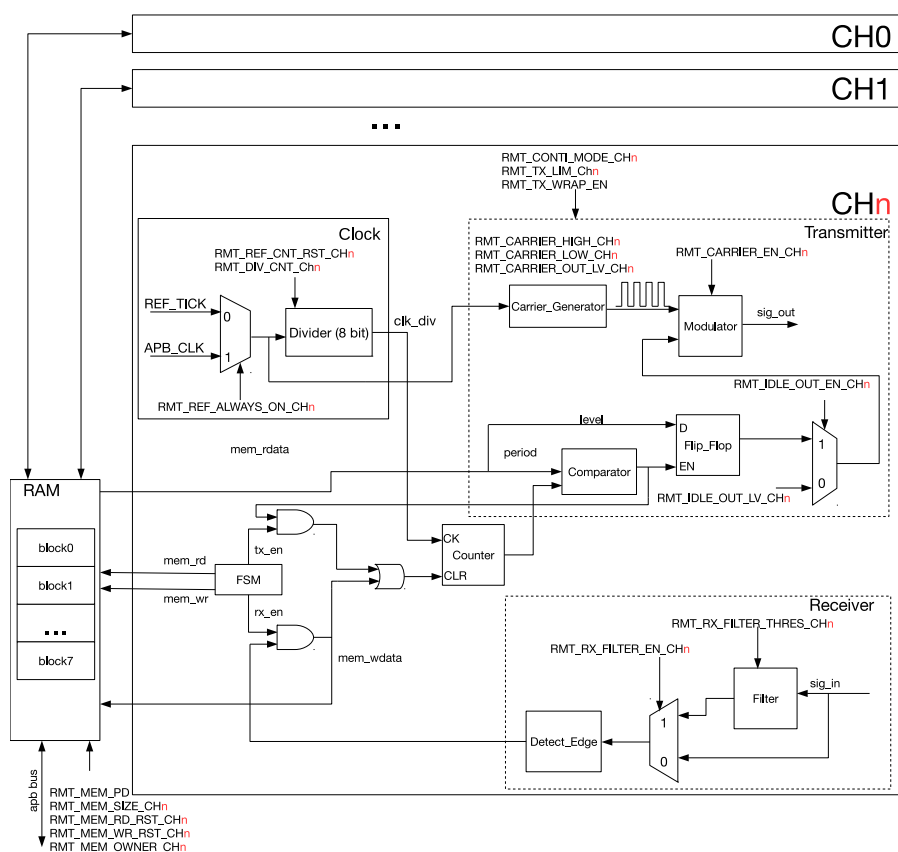 CH0
CH1
...
RMT_CONTI_MODE_CHn
RMT_TX_LIM_Chn
RMT_TX_WRAP_EN
CHn
Clock
Transmitter
RMT_REF_CNT_RST_CHn
RMT_DIV_CNT_Chn
RMT_CARRIER_HIGH_CHn
RMT_CARRIER_LOW_CHn
RMT_CARRIER_OUT_LV_CHn
RMT_CARRIER_EN_CHn
REF_TICK
0
APB_CLK
1
Divider (8 bit)
clk_div
Carrier_Generator
Modulator
sig_out
RMT_REF_ALWAYS_ON_CHn
RMT_IDLE_OUT_EN_CHn
mem_rdata
level
period
D
Flip_Flop
EN
Comparator
1
0
RMT_IDLE_OUT_LV_CHn
RAM
block0
block1
...
block7
mem_rd
mem_wr
FSM
tx_en
rx_en
CK
Counter
CLR
mem_wdata
Receiver
RMT_RX_FILTER_THRES_CHn
RMT_RX_FILTER_EN_CHn
sig_in
Filter
1
0
Detect_Edge
apb bus
RMT_MEM_PD
RMT_MEM_SIZE_CHn
RMT_MEM_RD_RST_CHn
RMT_MEM_WR_RST_CHn
RMT_MEM_OWNER_CHn